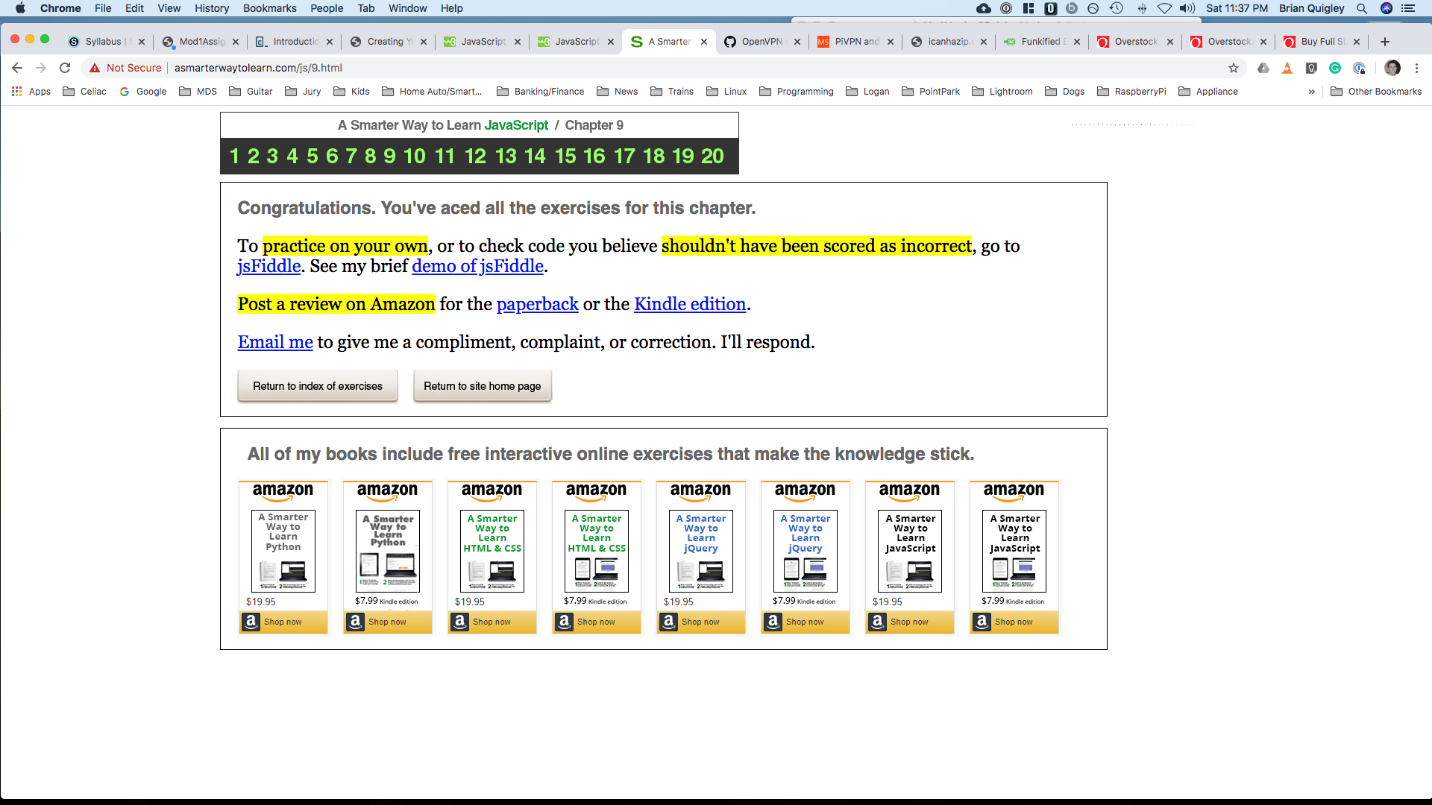 Chrome File Edit View History Bookmarks People Tab Window Help Sat 11:37 PM Brian Quigley
Syllabus | Mod1Assig Introductio Creating Y JavaScript JavaScript A Smarter OpenVPN PiVPN and icanhazip.c Funkified E Overstock. Overstock. Buy Full Si
Not Secure asmarterwaytolearn.com/js/9.html
Apps Celiac Google MDS Guitar Jury Kids Home Auto/Smart... Banking/Finance News Trains Linux Programming Logan PointPark Lightroom Dogs RaspberryPi Appliance » Other Bookmarks
A Smarter Way to Learn JavaScript / Chapter 9
1 2 3 4 5 6 7 8 9 10 11 12 13 14 15 16 17 18 19 20
Congratulations. You've aced all the exercises for this chapter.
To practice on your own, or to check code you believe shouldn't have been scored as incorrect, go to
jsFiddle. See my brief demo of jsFiddle.
Post a review on Amazon for the paperback or the Kindle edition.
Email me to give me a compliment, complaint, or correction. I'll respond.
Return to index of exercises Return to site home page
All of my books include free interactive online exercises that make the knowledge stick.
amazon amazon amazon amazon amazon amazon amazon amazon
A Smarter Way to Learn Python
A Smarter Way to Learn Python
A Smarter Way to Learn HTML & CSS
A Smarter Way to Learn HTML & CSS
A Smarter Way to Learn jQuery
A Smarter Way to Learn jQuery
A Smarter Way to Learn JavaScript
A Smarter Way to Learn JavaScript
$19.95 $7.99 Kindle edition $19.95 $7.99 Kindle edition $19.95 $7.99 Kindle edition $19.95 $7.99 Kindle edition
Shop now Shop now Shop now Shop now Shop now Shop now Shop now Shop now